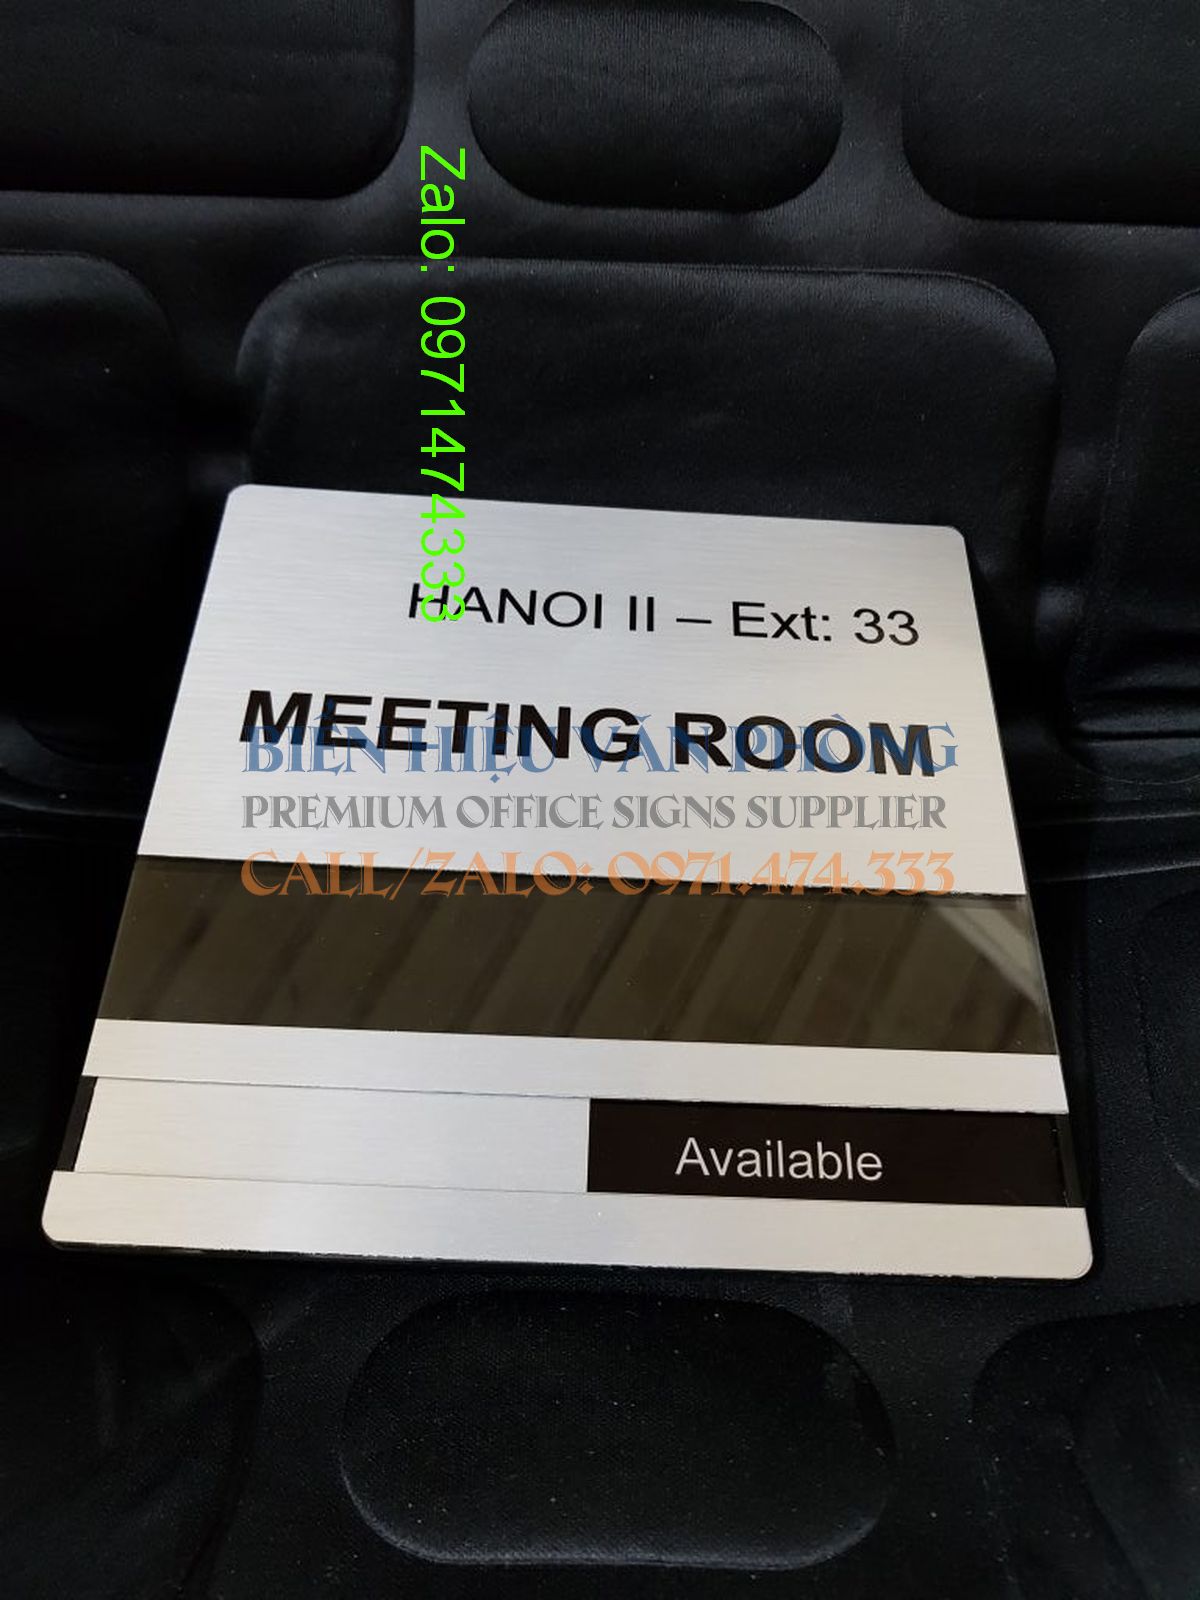 Zalo: 0971474333
HANOI II – Ext: 33
MEETING ROOM
BIỂN HIỆU VĂN PHÒNG
PREMIUM OFFICE SIGNS SUPPLIER
CALL/ZALO: 0971.474.333
Available